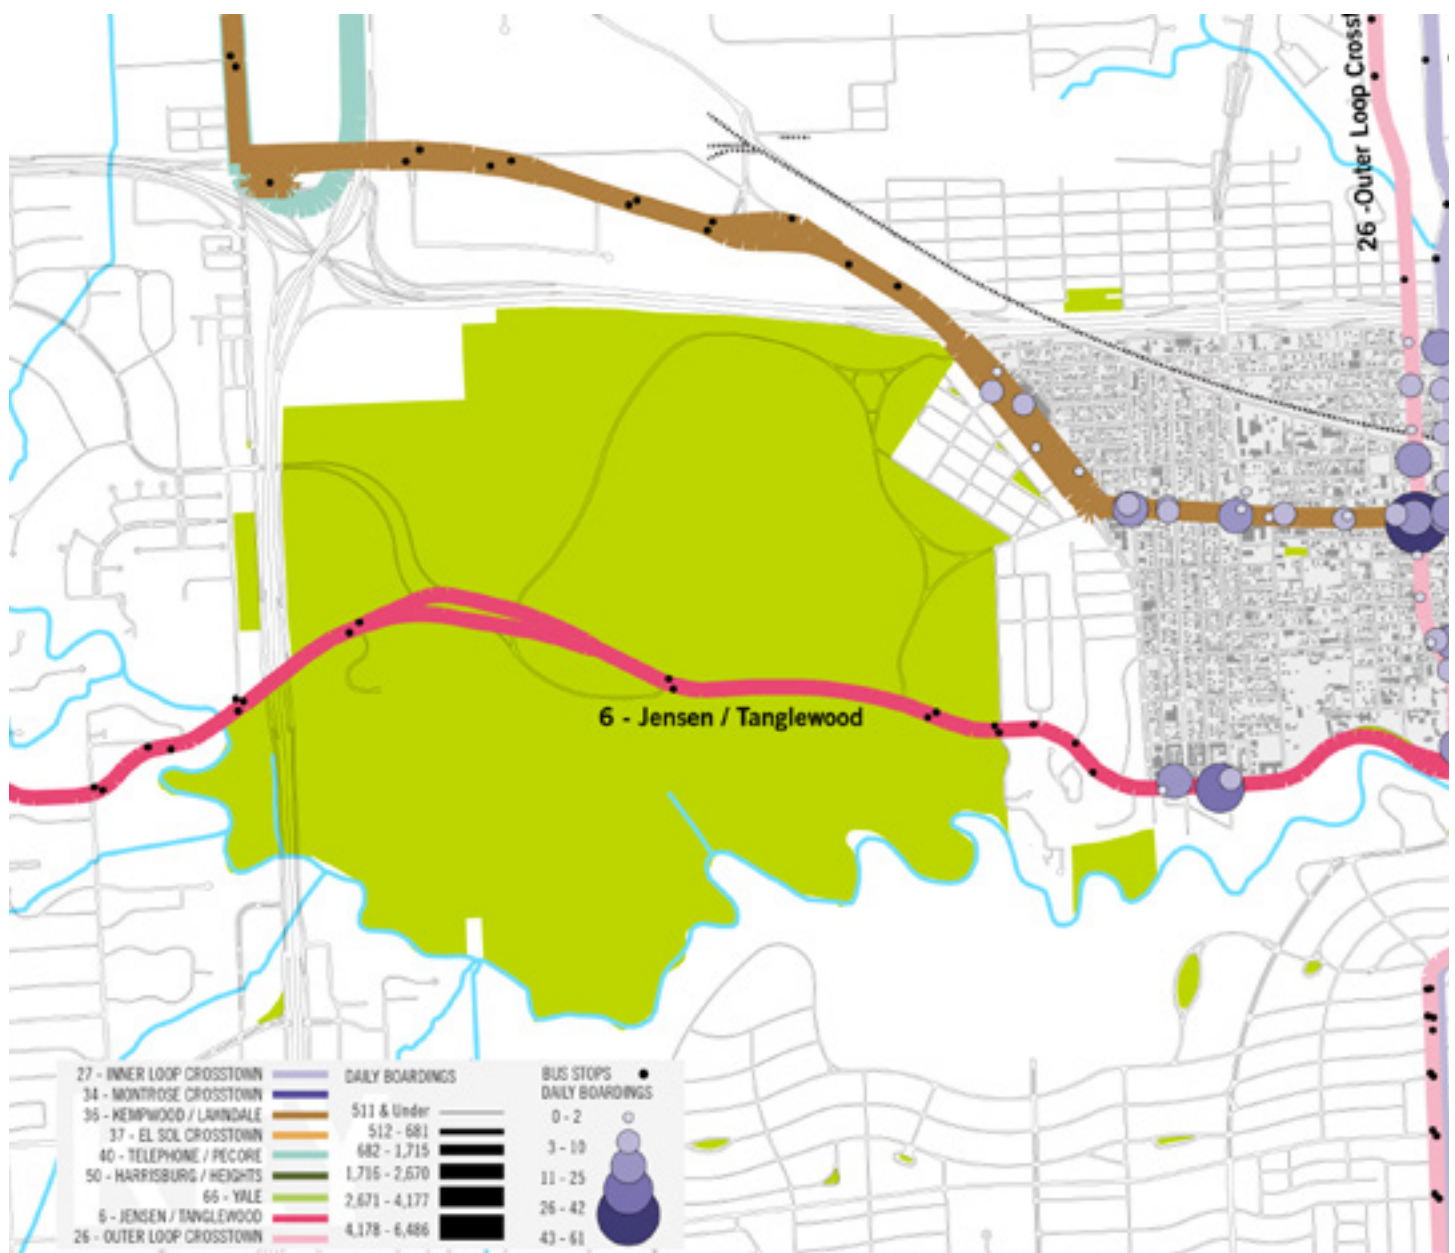 26 -Outer Loop Cross
6 - Jensen / Tanglewood
27 - INNER LOOP CROSSTOWN
34 - MONTROSE CROSSTOWN
36 - KEMPWOOD / LAWNDALE
37 - EL SOL CROSSTOWN
40 - TELEPHONE / PECORE
50 - HARRISBURG / HEIGHTS
66 - YALE
6 - JENSEN / TANGLEWOOD
26 - OUTER LOOP CROSSTOWN
DAILY BOARDINGS
511 & Under
512 - 681
682 - 1,715
1,716 - 2,670
2,671 - 4,177
4,178 - 6,486
BUS STOPS
DAILY BOARDINGS
0 - 2
3 - 10
11 - 25
26 - 42
43 - 61